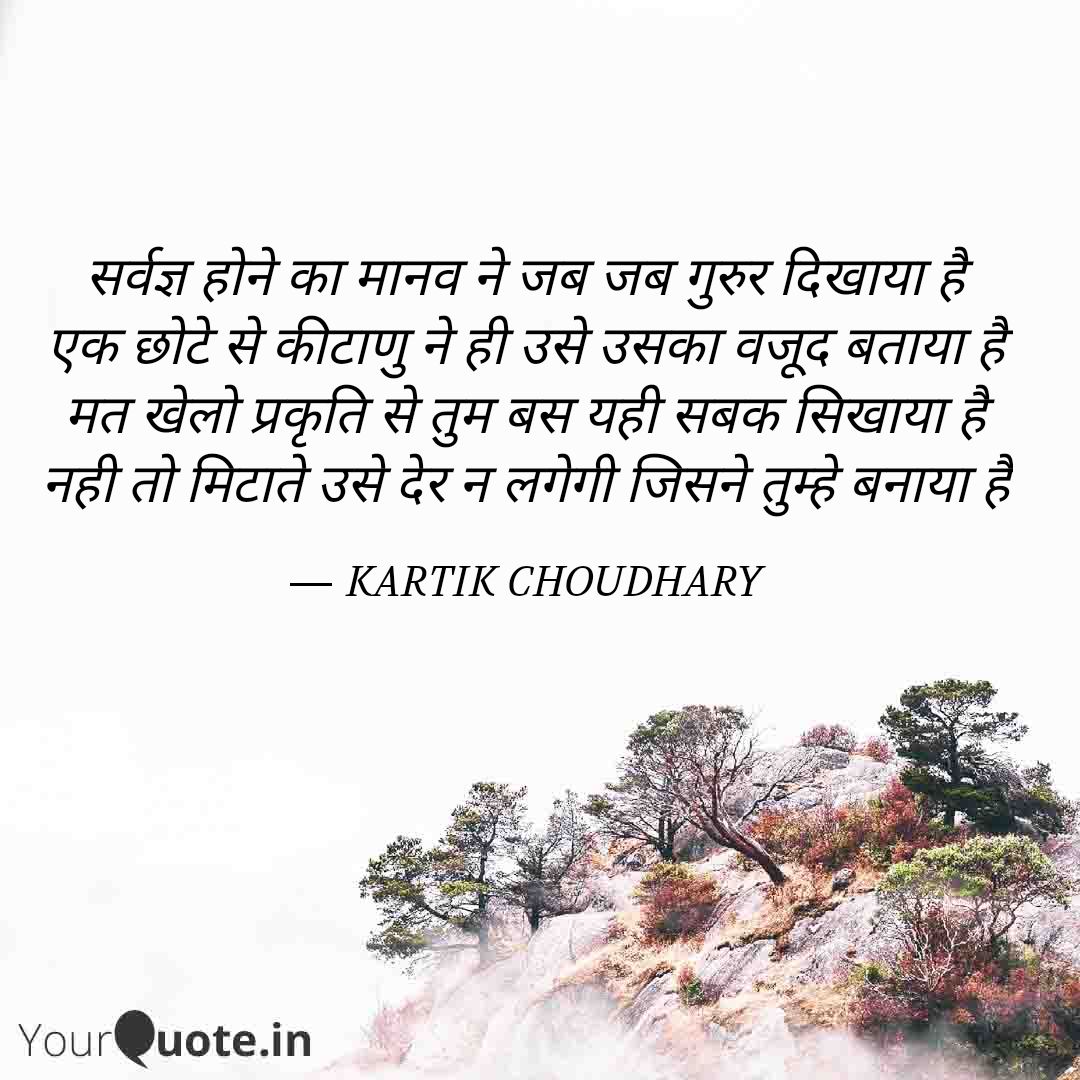 सर्वज्ञ होने का मानव ने जब जब गुरुर दिखाया है
एक छोटे से कीटाणु ने ही उसे उसका वजूद बताया है
मत खेलो प्रकृति से तुम बस यही सबक सिखाया है
नही तो मिटाते उसे देर न लगेगी जिसने तुम्हे बनाया है
— KARTIK CHOUDHARY
YourQuote.in